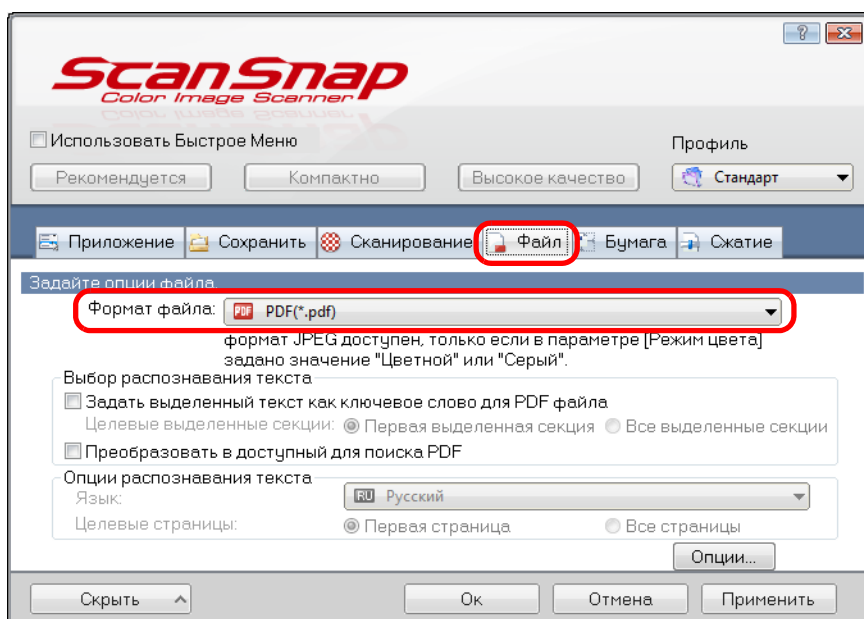 ScanSnap
Color Image Scanner
Использовать Быстрое Меню
Профиль
Рекомендуется Компактно Высокое качество Стандарт
Приложение Сохранить Сканирование Файл Бумага Сжатие
Задайте опции файла.
Формат файла: PDF PDF(*.pdf)
формат JPEG доступен, только если в параметре [Режим цвета]
задано значение "Цветной" или "Серый".
Выбор распознавания текста
Задать выделенный текст как ключевое слово для PDF файла
Целевые выделенные секции: Первая выделенная секция Все выделенные секции
Преобразовать в доступный для поиска PDF
Опции распознавания текста
Язык: RU Русский
Целевые страницы: Первая страница Все страницы
Опции...
Скрыть Ок Отмена Применить